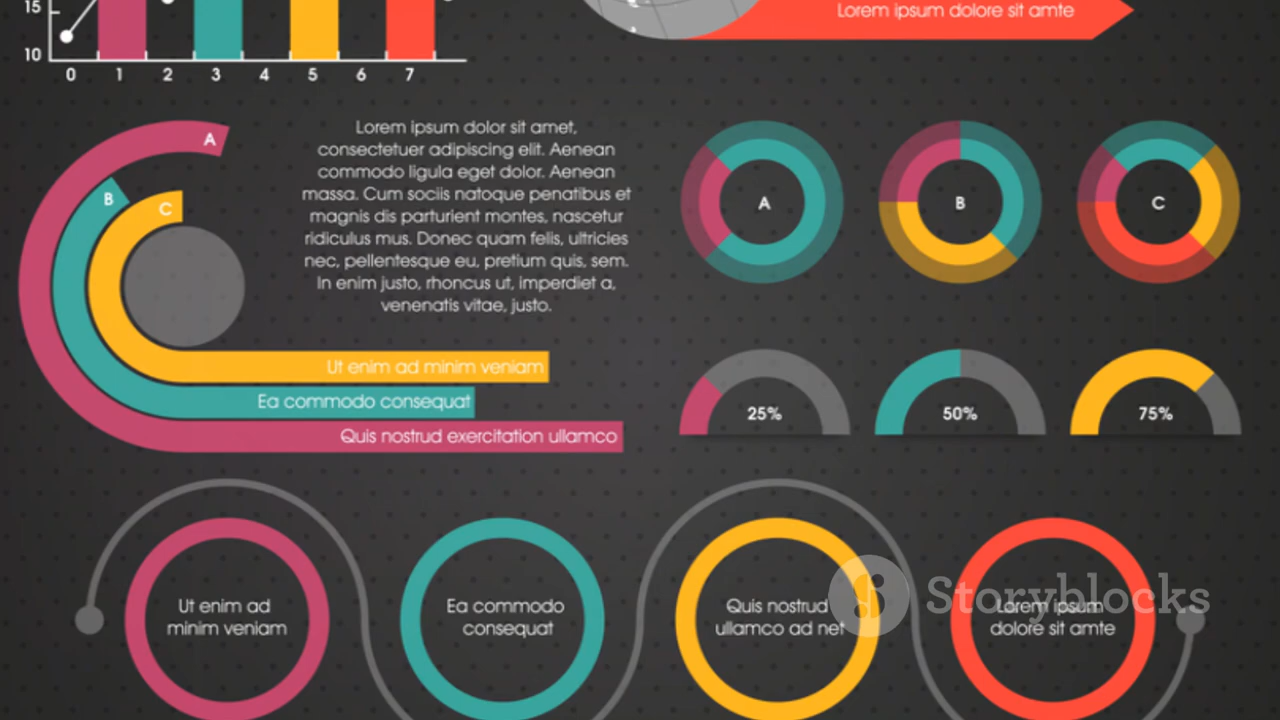 15
10
0 1 2 3 4 5 6 7
Lorem ipsum dolore sit amte
A
B
C
Lorem ipsum dolor sit amet,
consectetuer adipiscing elit. Aenean
commodo ligula eget dolor. Aenean
massa. Cum sociis natoque penatibus et
magnis dis parturient montes, nascetur
ridiculus mus. Donec quam felis, ultricies
nec, pellentesque eu, pretium quis, sem.
In enim justo, rhoncus ut, imperdiet a,
venenatis vitae, justo.
Ut enim ad minim veniam
Ea commodo consequat
Quis nostrud exercitation ullamco
A B C
25% 50% 75%
Ut enim ad
minim veniam
Ea commodo
consequat
Quis nostrud
ullamco ad net
Lorem ipsum
dolore sit amte
Storyblocks